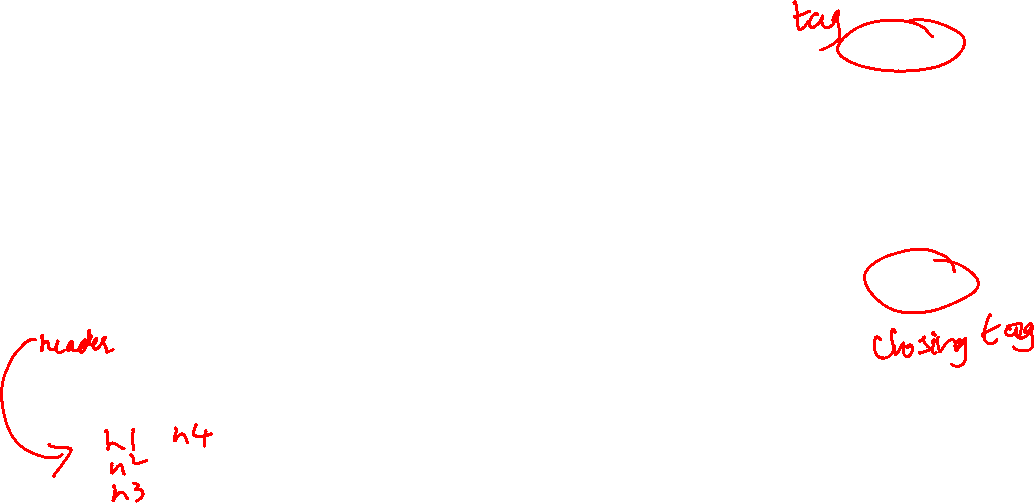 tag
closing tag
header
h1 h4
h2
h3